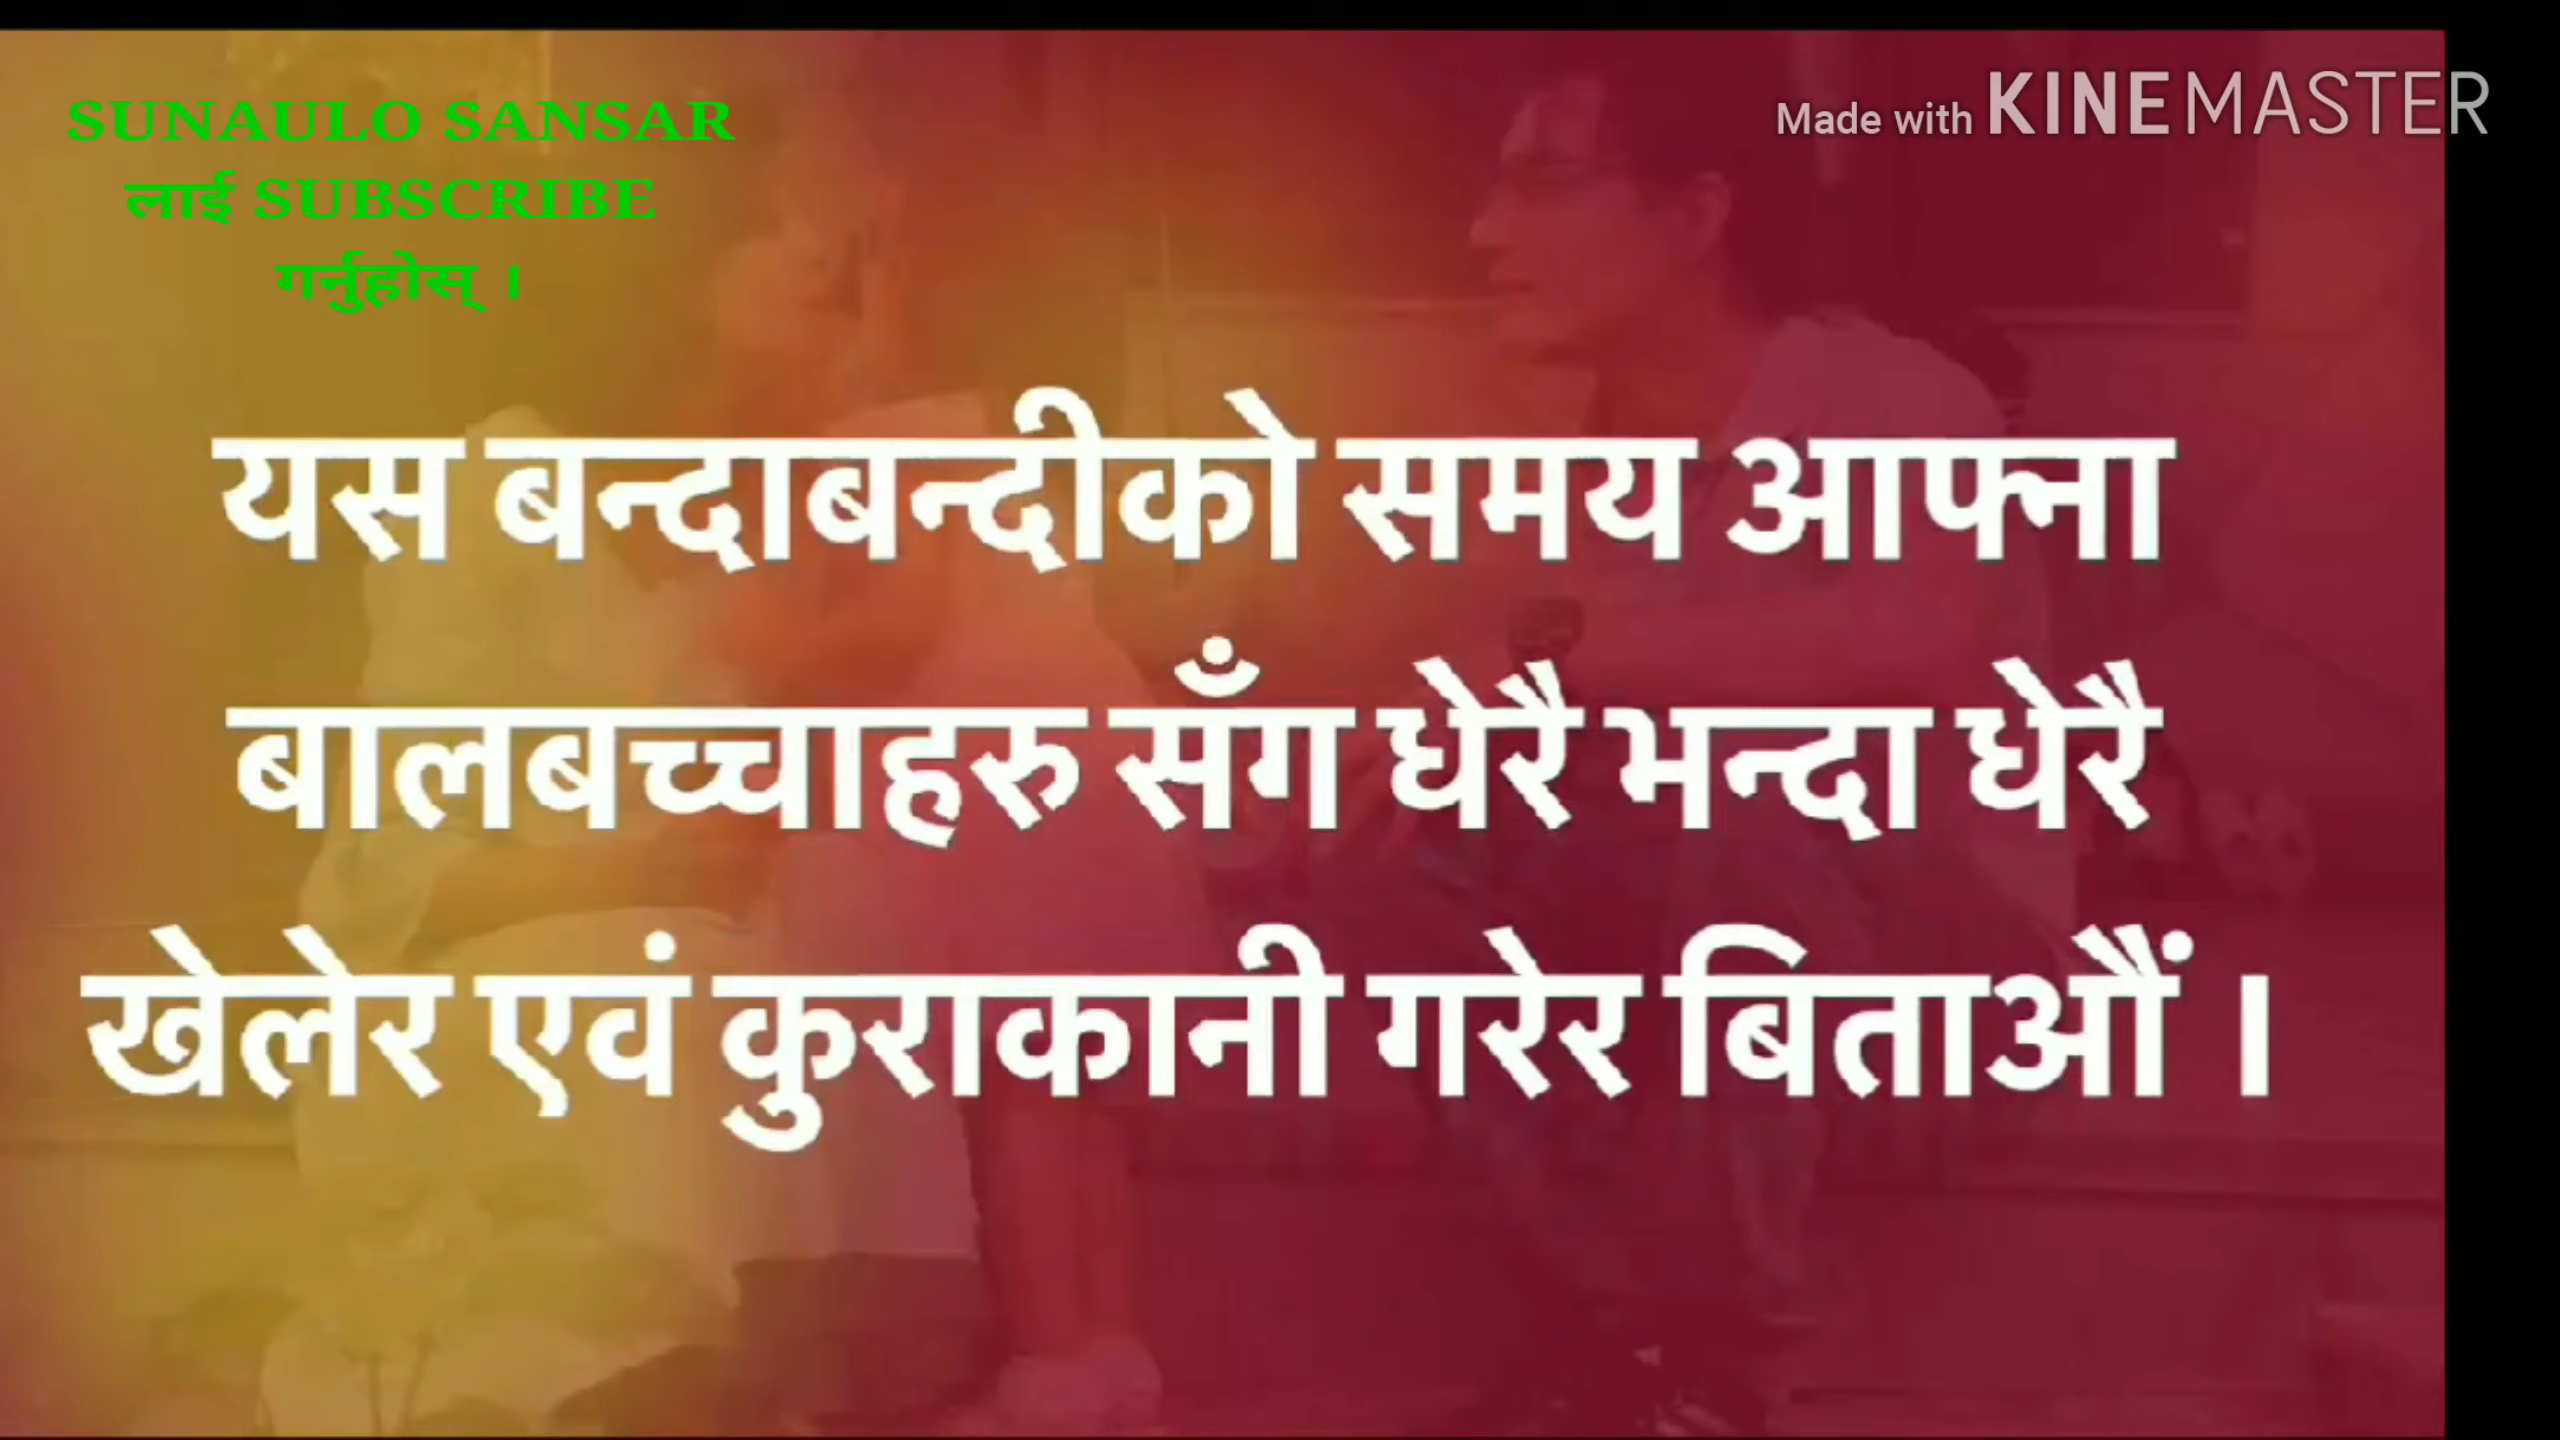 SUNAULO SANSAR
लाई SUBSCRIBE
गर्नुहोस् ।
Made with KINEMASTER
यस बन्दाबन्दीको समय आफ्ना
बालबच्चाहरु सँग धेरै भन्दा धेरै
खेलेर एवं कुराकानी गरेर बिताऔं ।